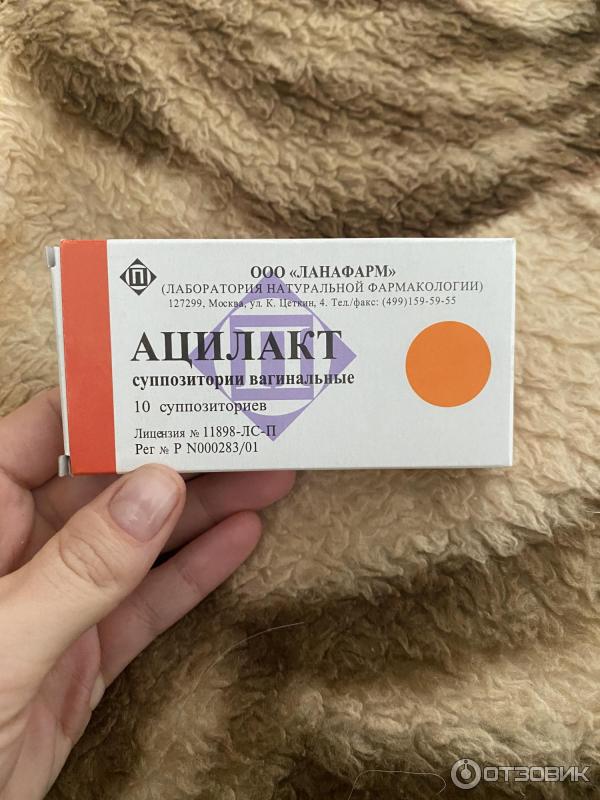 ООО «ЛАНАФАРМ»
(ЛАБОРАТОРИЯ НАТУРАЛЬНОЙ ФАРМАКОЛОГИИ)
127299, Москва, ул. К. Цеткин, 4. Тел./факс: (499)159-59-55
АЦИЛАКТ
суппозитории вагинальные
10 суппозиториев
Лицензия № 11898-ЛС-П
Рег № Р N000283/01
ОТЗОВИК